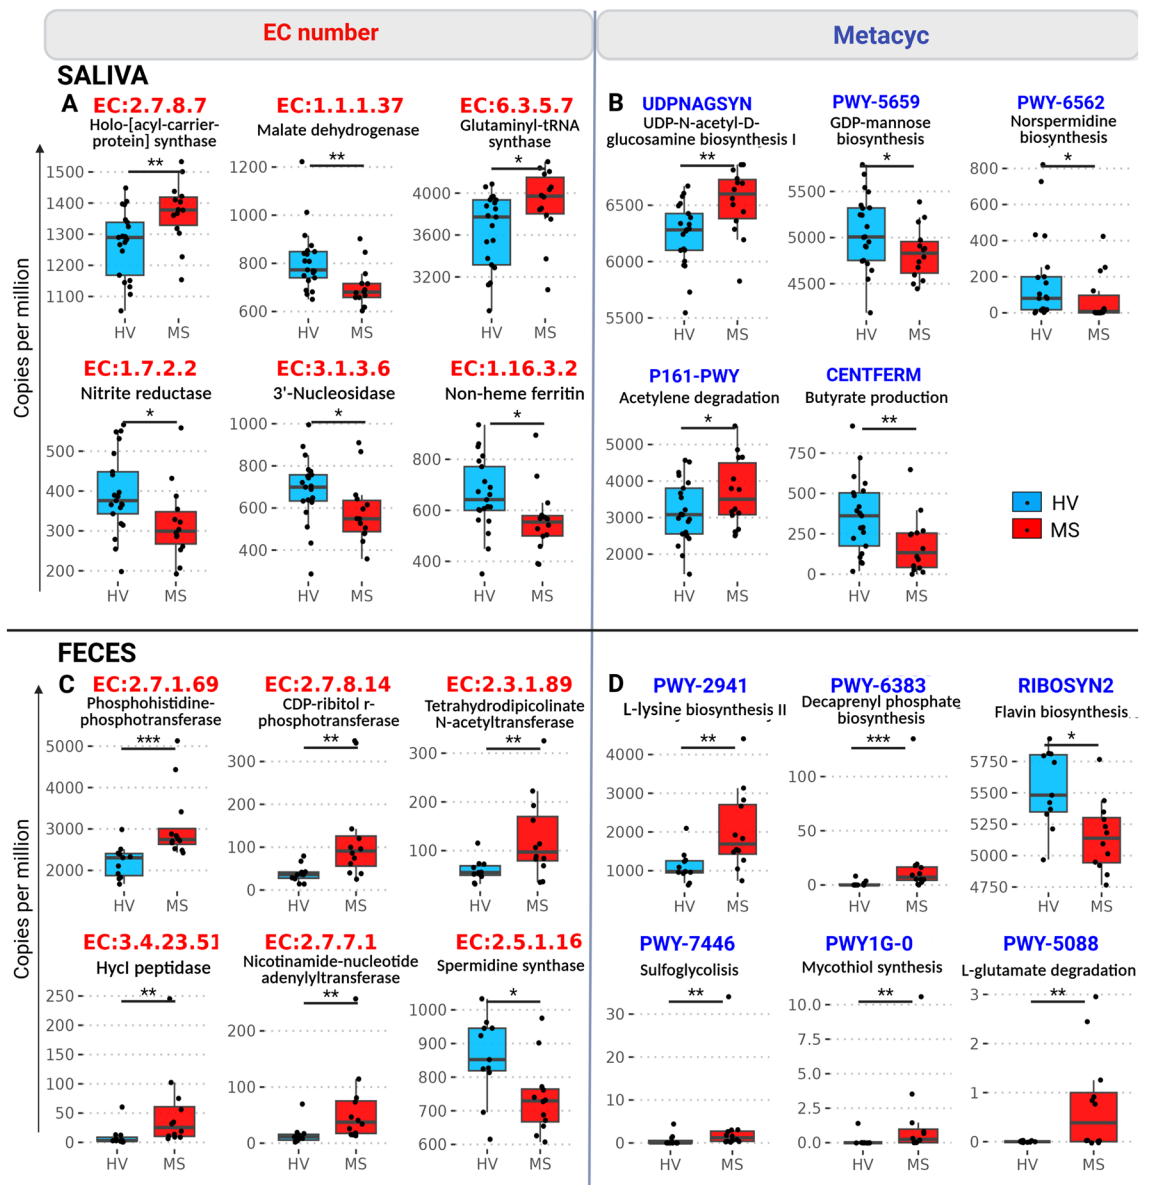 EC number
Metacyc
SALIVA
A
EC:2.7.8.7
Holo-[acyl-carrier-
protein] synthase
**
1500
1400
1300
1200
1100
HV
MS
EC:1.1.1.37
Malate dehydrogenase
**
1200
1000
800
600
HV
MS
EC:6.3.5.7
Glutaminyl-tRNA
synthase
*
4000
3600
3200
HV
MS
B
UDPNAGSYN
UDP-N-acetyl-D-
glucosamine biosynthesis I
**
6500
6000
5500
HV
MS
PWY-5659
GDP-mannose
biosynthesis
*
5500
5000
4500
HV
MS
PWY-6562
Norspermidine
biosynthesis
*
800
600
400
200
0
HV
MS
Copies per million
EC:1.7.2.2
Nitrite reductase
*
500
400
300
200
HV
MS
EC:3.1.3.6
3'-Nucleosidase
*
1000
800
600
400
HV
MS
EC:1.16.3.2
Non-heme ferritin
*
800
600
400
HV
MS
P161-PWY
Acetylene degradation
*
5000
4000
3000
2000
HV
MS
CENTFERM
Butyrate production
**
750
500
250
0
HV
MS
HV
MS
FECES
C
EC:2.7.1.69
Phosphohistidine-
phosphotransferase
***
5000
4000
3000
2000
HV
MS
EC:2.7.8.14
CDP-ribitol r-
phosphotransferase
**
300
200
100
0
HV
MS
EC:2.3.1.89
Tetrahydrodipicolinate
N-acetyltransferase
**
300
200
100
HV
MS
D
PWY-2941
L-lysine biosynthesis II
**
4000
3000
2000
1000
HV
MS
PWY-6383
Decaprenyl phosphate
biosynthesis
***
100
50
0
HV
MS
RIBOSYN2
Flavin biosynthesis
*
5750
5500
5250
5000
4750
HV
MS
Copies per million
EC:3.4.23.51
HycI peptidase
**
250
200
150
100
50
0
HV
MS
EC:2.7.7.1
Nicotinamide-nucleotide
adenylyltransferase
**
200
100
0
HV
MS
EC:2.5.1.16
Spermidine synthase
*
1000
900
800
700
600
HV
MS
PWY-7446
Sulfoglycolisis
**
30
20
10
0
HV
MS
PWY1G-0
Mycothiol synthesis
**
10.0
7.5
5.0
2.5
0.0
HV
MS
PWY-5088
L-glutamate degradation
**
3
2
1
0
HV
MS